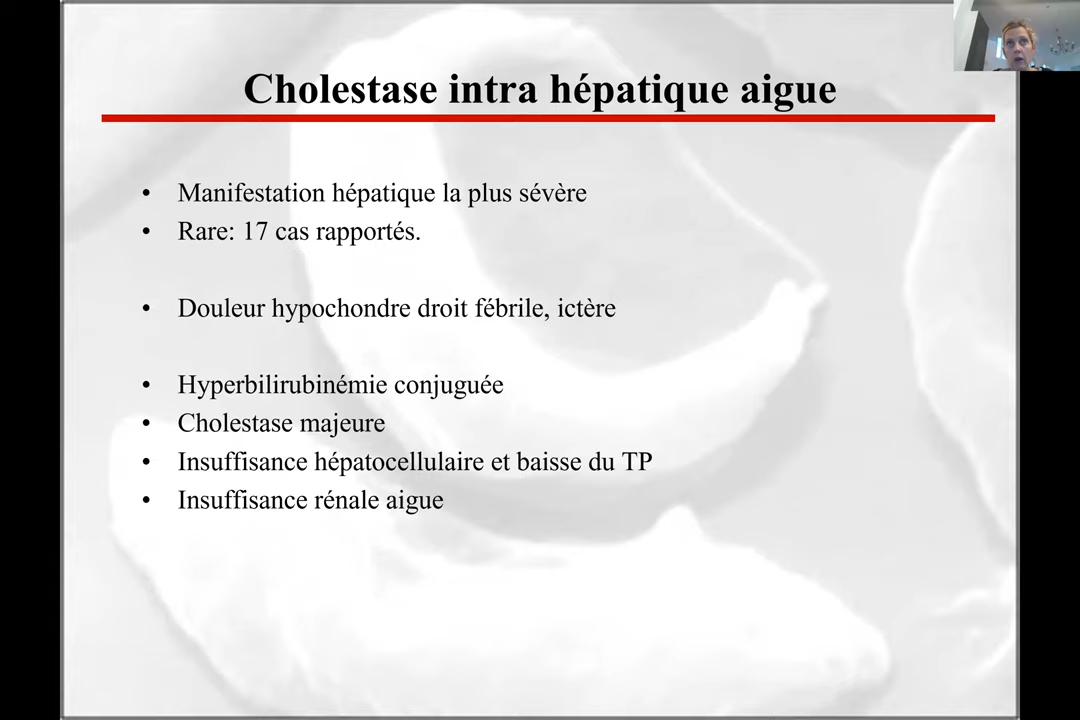 Cholestase intra hépatique aigue
• Manifestation hépatique la plus sévère
• Rare: 17 cas rapportés.
• Douleur hypochondre droit fébrile, ictère
• Hyperbilirubinémie conjuguée
• Cholestase majeure
• Insuffisance hépatocellulaire et baisse du TP
• Insuffisance rénale aigue